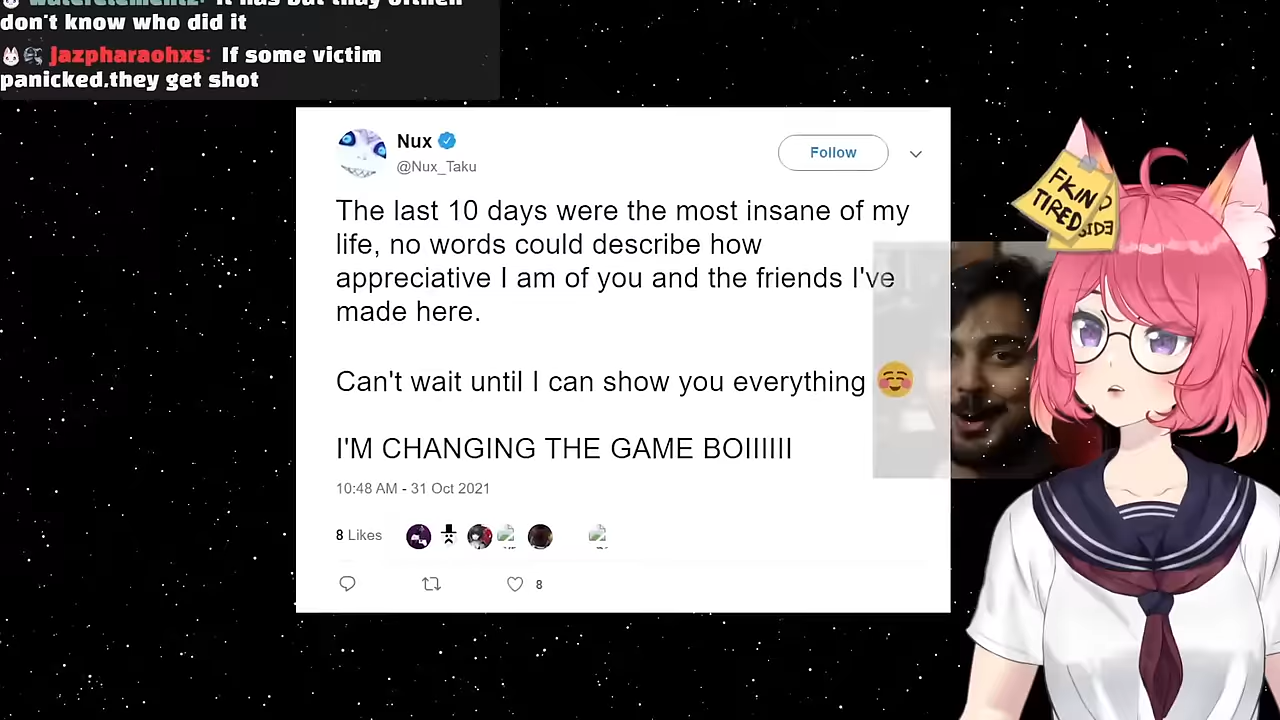 don't know who did it
Jazpharaohxs: If some victim
panicked.they get shot
Nux
@Nux_Taku
Follow
The last 10 days were the most insane of my
life, no words could describe how
appreciative I am of you and the friends I've
made here.
Can't wait until I can show you everything ☺️
I'M CHANGING THE GAME BOIIIIII
10:48 AM - 31 Oct 2021
8 Likes
8
FKIN
TIRED